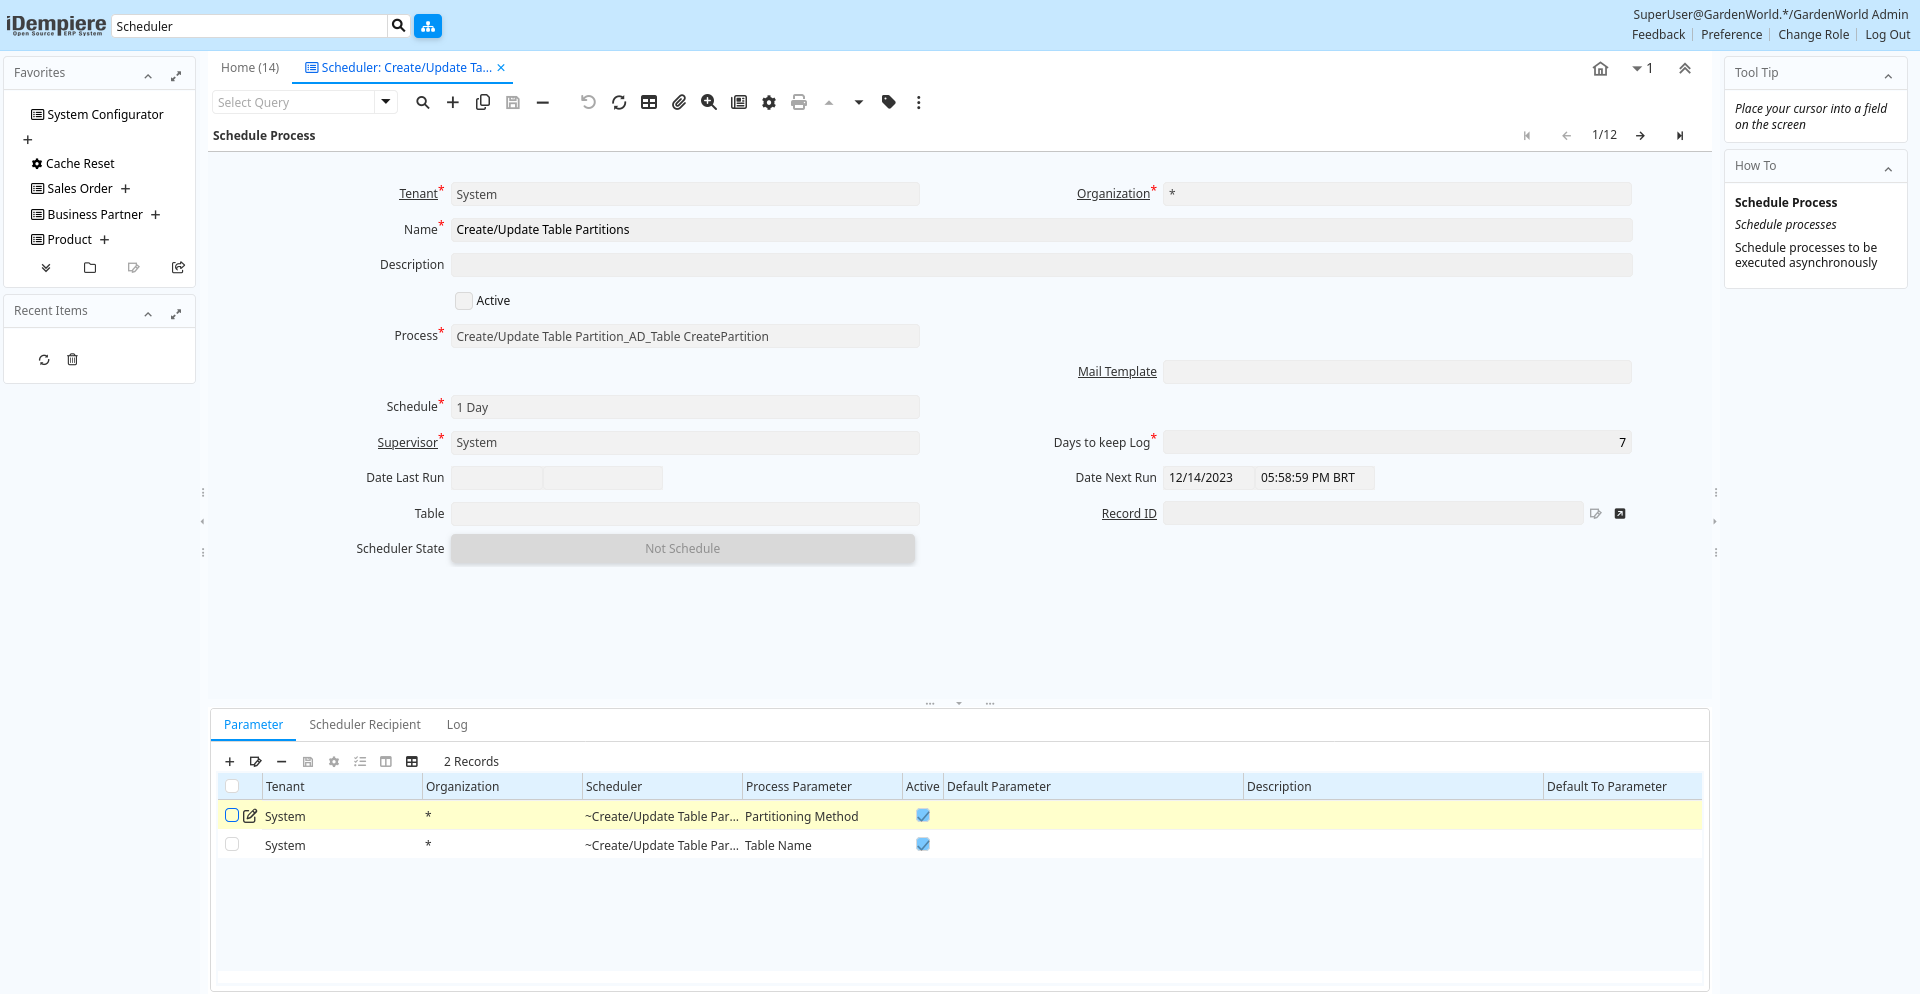 iDempiere
Open Source ERP System
Scheduler
SuperUser@GardenWorld.*/GardenWorld Admin
Feedback Preference Change Role Log Out
Favorites
System Configurator
Cache Reset
Sales Order
Business Partner
Product
Recent Items
Home (14) Scheduler: Create/Update Ta...
1
Select Query
Schedule Process
1/12
Tenant* System
Organization* *
Name* Create/Update Table Partitions
Description
Active
Process* Create/Update Table Partition_AD_Table CreatePartition
Mail Template
Schedule* 1 Day
Supervisor* System
Days to keep Log* 7
Date Last Run
Date Next Run 12/14/2023 05:58:59 PM BRT
Table
Record ID
Scheduler State Not Schedule
Parameter Scheduler Recipient Log
2 Records
Tenant Organization Scheduler Process Parameter Active Default Parameter Description Default To Parameter
System * ~Create/Update Table Par... Partitioning Method
System * ~Create/Update Table Par... Table Name
Tool Tip
Place your cursor into a field
on the screen
How To
Schedule Process
Schedule processes
Schedule processes to be
executed asynchronously